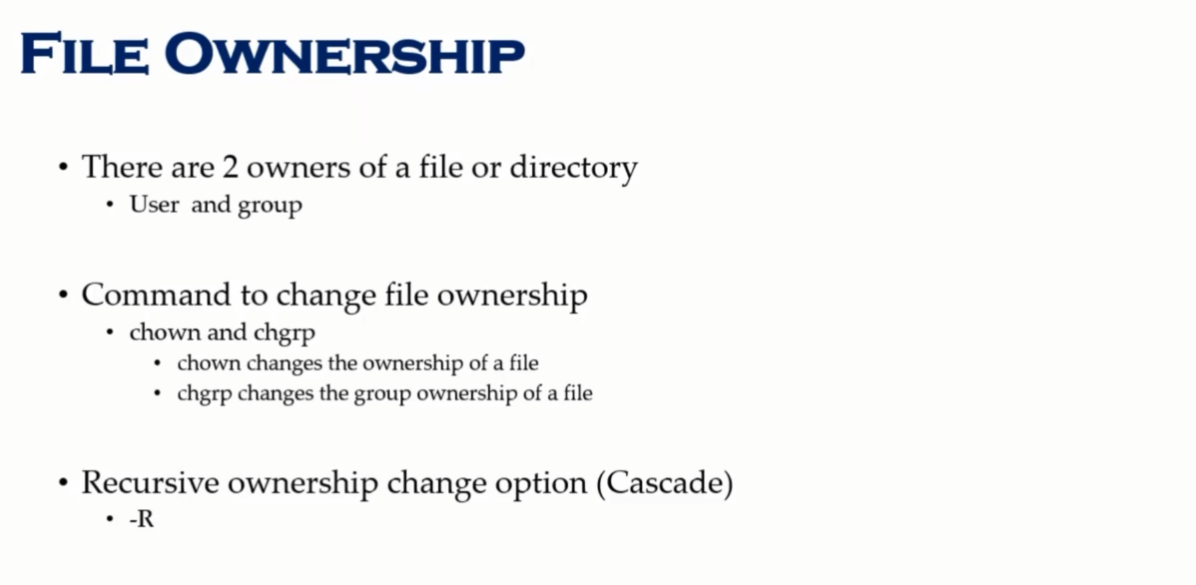 File Ownership
• There are 2 owners of a file or directory
• User and group
• Command to change file ownership
• chown and chgrp
• chown changes the ownership of a file
• chgrp changes the group ownership of a file
• Recursive ownership change option (Cascade)
• -R